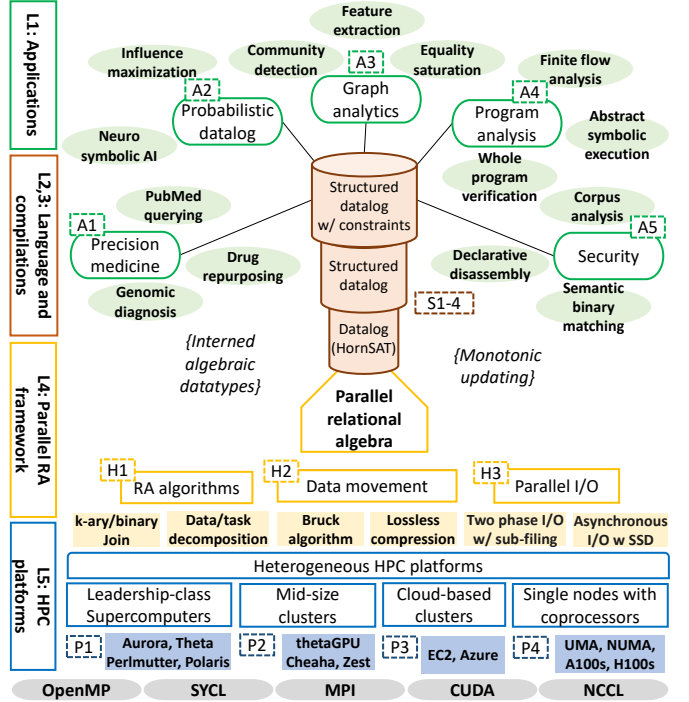 L1: Applications
Feature
extraction
Influence
maximization
Community
detection
A3
Equality
saturation
Finite flow
analysis
A2
Probabilistic
datalog
Graph
analytics
A4
Program
analysis
Neuro
symbolic AI
Abstract
symbolic
execution
L2,3: Language and
compilations
Structured
datalog
w/ constraints
Whole
program
verification
PubMed
querying
Corpus
analysis
A1
Precision
medicine
A5
Security
Drug
repurposing
Structured
datalog
Declarative
disassembly
Genomic
diagnosis
S1-4
Semantic
binary
matching
Datalog
(HornSAT)
{Interned
algebraic
datatypes}
{Monotonic
updating}
L4: Parallel RA
framework
Parallel
relational
algebra
H1
RA algorithms
H2
Data movement
H3
Parallel I/O
k-ary/binary
Join
Data/task
decomposition
Bruck
algorithm
Lossless
compression
Two phase I/O
w/ sub-filing
Asynchronous
I/O w SSD
L5: HPC
platforms
Heterogeneous HPC platforms
Leadership-class
Supercomputers
Mid-size
clusters
Cloud-based
clusters
Single nodes with
coprocessors
P1
Aurora, Theta
Perlmutter, Polaris
P2
thetaGPU
Cheaha, Zest
P3
EC2, Azure
P4
UMA, NUMA,
A100s, H100s
OpenMP
SYCL
MPI
CUDA
NCCL